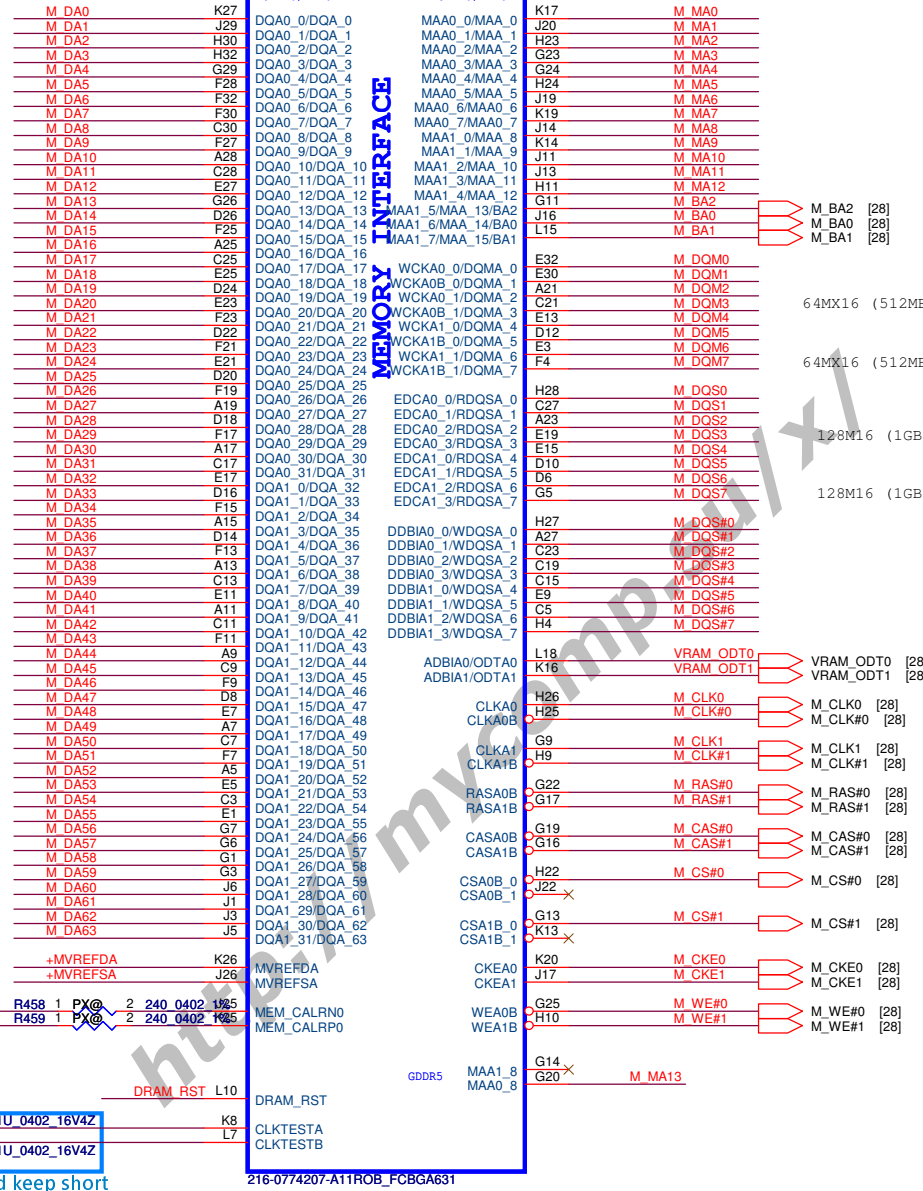 M_DA0 K27 DQA0_0/DQA_0 MAA0_0/MAA_0 K17 M_MA0
M_DA1 J29 DQA0_1/DQA_1 MAA0_1/MAA_1 J20 M_MA1
M_DA2 H30 DQA0_2/DQA_2 MAA0_2/MAA_2 H23 M_MA2
M_DA3 H32 DQA0_3/DQA_3 MAA0_3/MAA_3 G23 M_MA3
M_DA4 G29 DQA0_4/DQA_4 MAA0_4/MAA_4 G24 M_MA4
M_DA5 F28 DQA0_5/DQA_5 MAA0_5/MAA_5 H24 M_MA5
M_DA6 F32 DQA0_6/DQA_6 MAA0_6/MAA0_6 J19 M_MA6
M_DA7 F30 DQA0_7/DQA_7 MAA0_7/MAA0_7 K19 M_MA7
M_DA8 C30 DQA0_8/DQA_8 MAA1_0/MAA_8 J14 M_MA8
M_DA9 F27 DQA0_9/DQA_9 MAA1_1/MAA_9 K14 M_MA9
M_DA10 A28 DQA0_10/DQA_10 MAA1_2/MAA_10 J11 M_MA10
M_DA11 C28 DQA0_11/DQA_11 MAA1_3/MAA_11 J13 M_MA11
M_DA12 E27 DQA0_12/DQA_12 MAA1_4/MAA_12 H11 M_MA12
M_DA13 G26 DQA0_13/DQA_13 MAA1_5/MAA_13/BA2 G11 M_BA2 M_BA2 [28]
M_DA14 D26 DQA0_14/DQA_14 MAA1_6/MAA_14/BA0 J16 M_BA0 M_BA0 [28]
M_DA15 F25 DQA0_15/DQA_15 MAA1_7/MAA_15/BA1 L15 M_BA1 M_BA1 [28]
MEMORY INTERFACE
M_DA16 A25 DQA0_16/DQA_16
M_DA17 C25 DQA0_17/DQA_17 WCKA0_0/DQMA_0 E32 M_DQM0
M_DA18 E25 DQA0_18/DQA_18 WCKA0B_0/DQMA_1 E30 M_DQM1
M_DA19 D24 DQA0_19/DQA_19 WCKA0_1/DQMA_2 A21 M_DQM2
M_DA20 E23 DQA0_20/DQA_20 WCKA0B_1/DQMA_3 C21 M_DQM3 64MX16 (512MB
M_DA21 F23 DQA0_21/DQA_21 WCKA1_0/DQMA_4 E13 M_DQM4
M_DA22 D22 DQA0_22/DQA_22 WCKA1B_0/DQMA_5 D12 M_DQM5
M_DA23 F21 DQA0_23/DQA_23 WCKA1_1/DQMA_6 E3 M_DQM6
M_DA24 E21 DQA0_24/DQA_24 WCKA1B_1/DQMA_7 F4 M_DQM7 64MX16 (512MB
M_DA25 D20 DQA0_25/DQA_25
M_DA26 F19 DQA0_26/DQA_26 EDCA0_0/RDQSA_0 H28 M_DQS0
M_DA27 A19 DQA0_27/DQA_27 EDCA0_1/RDQSA_1 C27 M_DQS1
M_DA28 D18 DQA0_28/DQA_28 EDCA0_2/RDQSA_2 A23 M_DQS2
M_DA29 F17 DQA0_29/DQA_29 EDCA0_3/RDQSA_3 E19 M_DQS3 128M16 (1GB
M_DA30 A17 DQA0_30/DQA_30 EDCA1_0/RDQSA_4 E15 M_DQS4
M_DA31 C17 DQA0_31/DQA_31 EDCA1_1/RDQSA_5 D10 M_DQS5
M_DA32 E17 DQA1_0/DQA_32 EDCA1_2/RDQSA_6 D6 M_DQS6
M_DA33 D16 DQA1_1/DQA_33 EDCA1_3/RDQSA_7 G5 M_DQS7 128M16 (1GB
M_DA34 F15 DQA1_2/DQA_34
M_DA35 A15 DQA1_3/DQA_35 DDBIA0_0/WDQSA_0 H27 M_DQS#0
M_DA36 D14 DQA1_4/DQA_36 DDBIA0_1/WDQSA_1 A27 M_DQS#1
M_DA37 F13 DQA1_5/DQA_37 DDBIA0_2/WDQSA_2 C23 M_DQS#2
M_DA38 A13 DQA1_6/DQA_38 DDBIA0_3/WDQSA_3 C19 M_DQS#3
M_DA39 C13 DQA1_7/DQA_39 DDBIA1_0/WDQSA_4 C15 M_DQS#4
M_DA40 E11 DQA1_8/DQA_40 DDBIA1_1/WDQSA_5 E9 M_DQS#5
M_DA41 A11 DQA1_9/DQA_41 DDBIA1_2/WDQSA_6 C5 M_DQS#6
M_DA42 C11 DQA1_10/DQA_42 DDBIA1_3/WDQSA_7 H4 M_DQS#7
M_DA43 F11 DQA1_11/DQA_43
M_DA44 A9 DQA1_12/DQA_44 ADBIA0/ODTA0 L18 VRAM_ODT0 VRAM_ODT0 [28
M_DA45 C9 DQA1_13/DQA_45 ADBIA1/ODTA1 K16 VRAM_ODT1 VRAM_ODT1 [28
M_DA46 F9 DQA1_14/DQA_46
M_DA47 D8 DQA1_15/DQA_47 CLKA0 H26 M_CLK0 M_CLK0 [28]
M_DA48 E7 DQA1_16/DQA_48 CLKA0B H25 M_CLK#0 M_CLK#0 [28]
M_DA49 A7 DQA1_17/DQA_49
M_DA50 C7 DQA1_18/DQA_50 CLKA1 G9 M_CLK1 M_CLK1 [28]
M_DA51 F7 DQA1_19/DQA_51 CLKA1B H9 M_CLK#1 M_CLK#1 [28]
M_DA52 A5 DQA1_20/DQA_52
M_DA53 E5 DQA1_21/DQA_53 RASA0B G22 M_RAS#0 M_RAS#0 [28]
M_DA54 C3 DQA1_22/DQA_54 RASA1B G17 M_RAS#1 M_RAS#1 [28]
M_DA55 E1 DQA1_23/DQA_55
M_DA56 G7 DQA1_24/DQA_56 CASA0B G19 M_CAS#0 M_CAS#0 [28]
M_DA57 G6 DQA1_25/DQA_57 CASA1B G16 M_CAS#1 M_CAS#1 [28]
M_DA58 G1 DQA1_26/DQA_58
M_DA59 G3 DQA1_27/DQA_59 CSA0B_0 H22 M_CS#0 M_CS#0 [28]
M_DA60 J6 DQA1_28/DQA_60 CSA0B_1 J22
M_DA61 J1 DQA1_29/DQA_61
M_DA62 J3 DQA1_30/DQA_62 CSA1B_0 G13 M_CS#1 M_CS#1 [28]
M_DA63 J5 DQA1_31/DQA_63 CSA1B_1 K13
+MVREFDA K26 MVREFDA CKEA0 K20 M_CKE0 M_CKE0 [28]
+MVREFSA J26 MVREFSA CKEA1 J17 M_CKE1 M_CKE1 [28]
R458 1 PX@ 2 240_0402_1% MEM_CALRN0 WEA0B G25 M_WE#0 M_WE#0 [28]
R459 1 PX@ 2 240_0402_1% MEM_CALRP0 WEA1B H10 M_WE#1 M_WE#1 [28]
GDDR5 MAA1_8 G14
MAA0_8 G20 M_MA13
DRAM_RST L10 DRAM_RST
1U_0402_16V4Z K8 CLKTESTA
1U_0402_16V4Z L7 CLKTESTB
keep short
216-0774207-A11ROB_FCBGA631
http://mycomp.su/x/